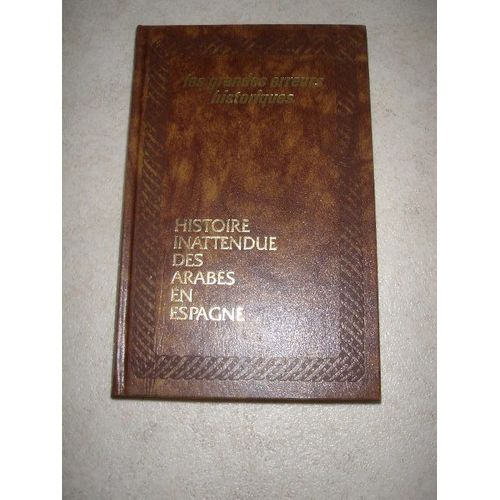 les grandes erreurs
historiques
HISTOIRE
INATTENDUE
DES
ARABES
EN
ESPAGNE